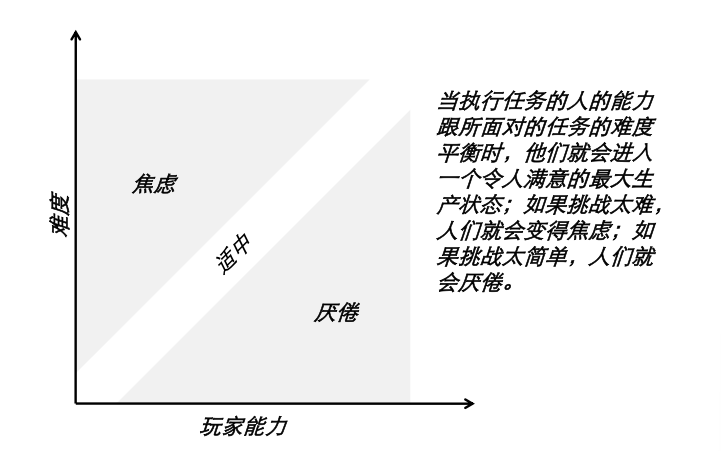 难度
焦虑
适中
厌倦
玩家能力
当执行任务的人的能力
跟所面对的任务的难度
平衡时，他们就会进入
一个令人满意的最大生
产状态；如果挑战太难，
人们就会变得焦虑；如
果挑战太简单，人们就
会厌倦。